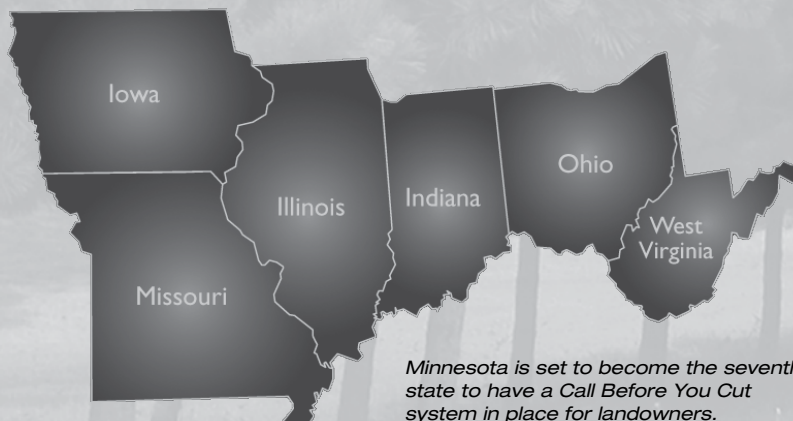 Iowa
Illinois
Indiana
Ohio
West
Virginia
Missouri
Minnesota is set to become the seventh
state to have a Call Before You Cut
system in place for landowners.